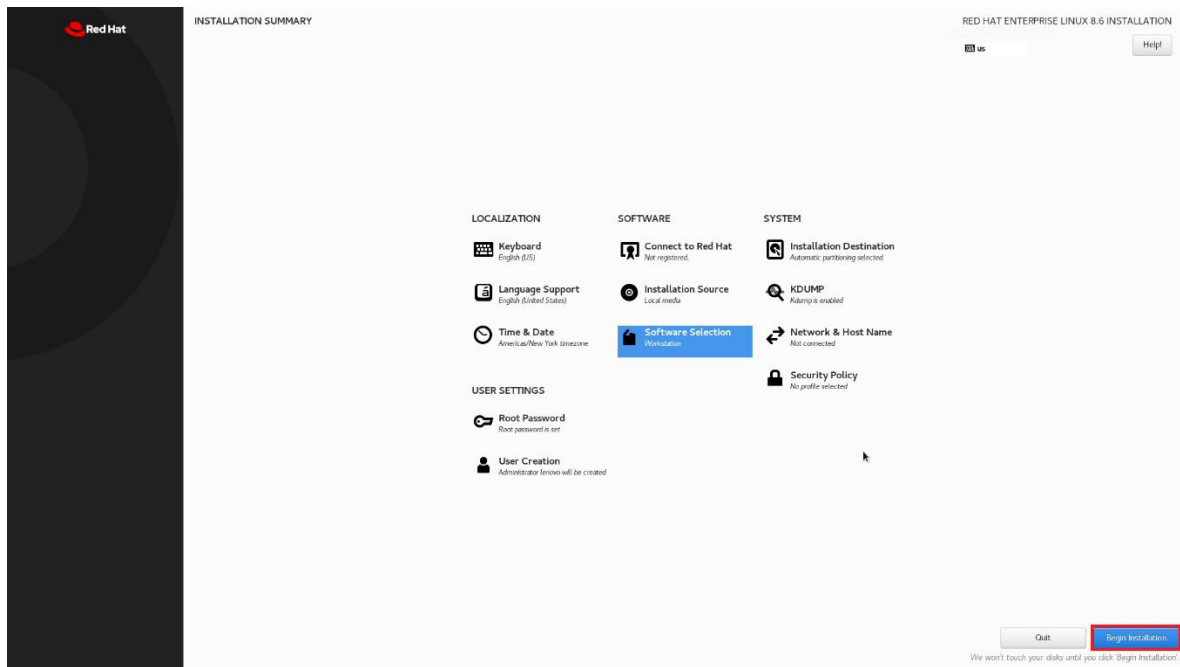 Red Hat
INSTALLATION SUMMARY
RED HAT ENTERPRISE LINUX 8.6 INSTALLATION
us
Help!
LOCALIZATION
Keyboard
English (US)
Language Support
English (United States)
Time & Date
Americas/New York timezone
USER SETTINGS
Root Password
Root password is set
User Creation
Administrator lenovo will be created
SOFTWARE
Connect to Red Hat
Not registered.
Installation Source
Local media
Software Selection
Workstation
SYSTEM
Installation Destination
Automatic partitioning selected
KDUMP
Kdump is enabled
Network & Host Name
Not connected
Security Policy
No profile selected
Quit
Begin Installation
We won't touch your disks until you click 'Begin Installation'.